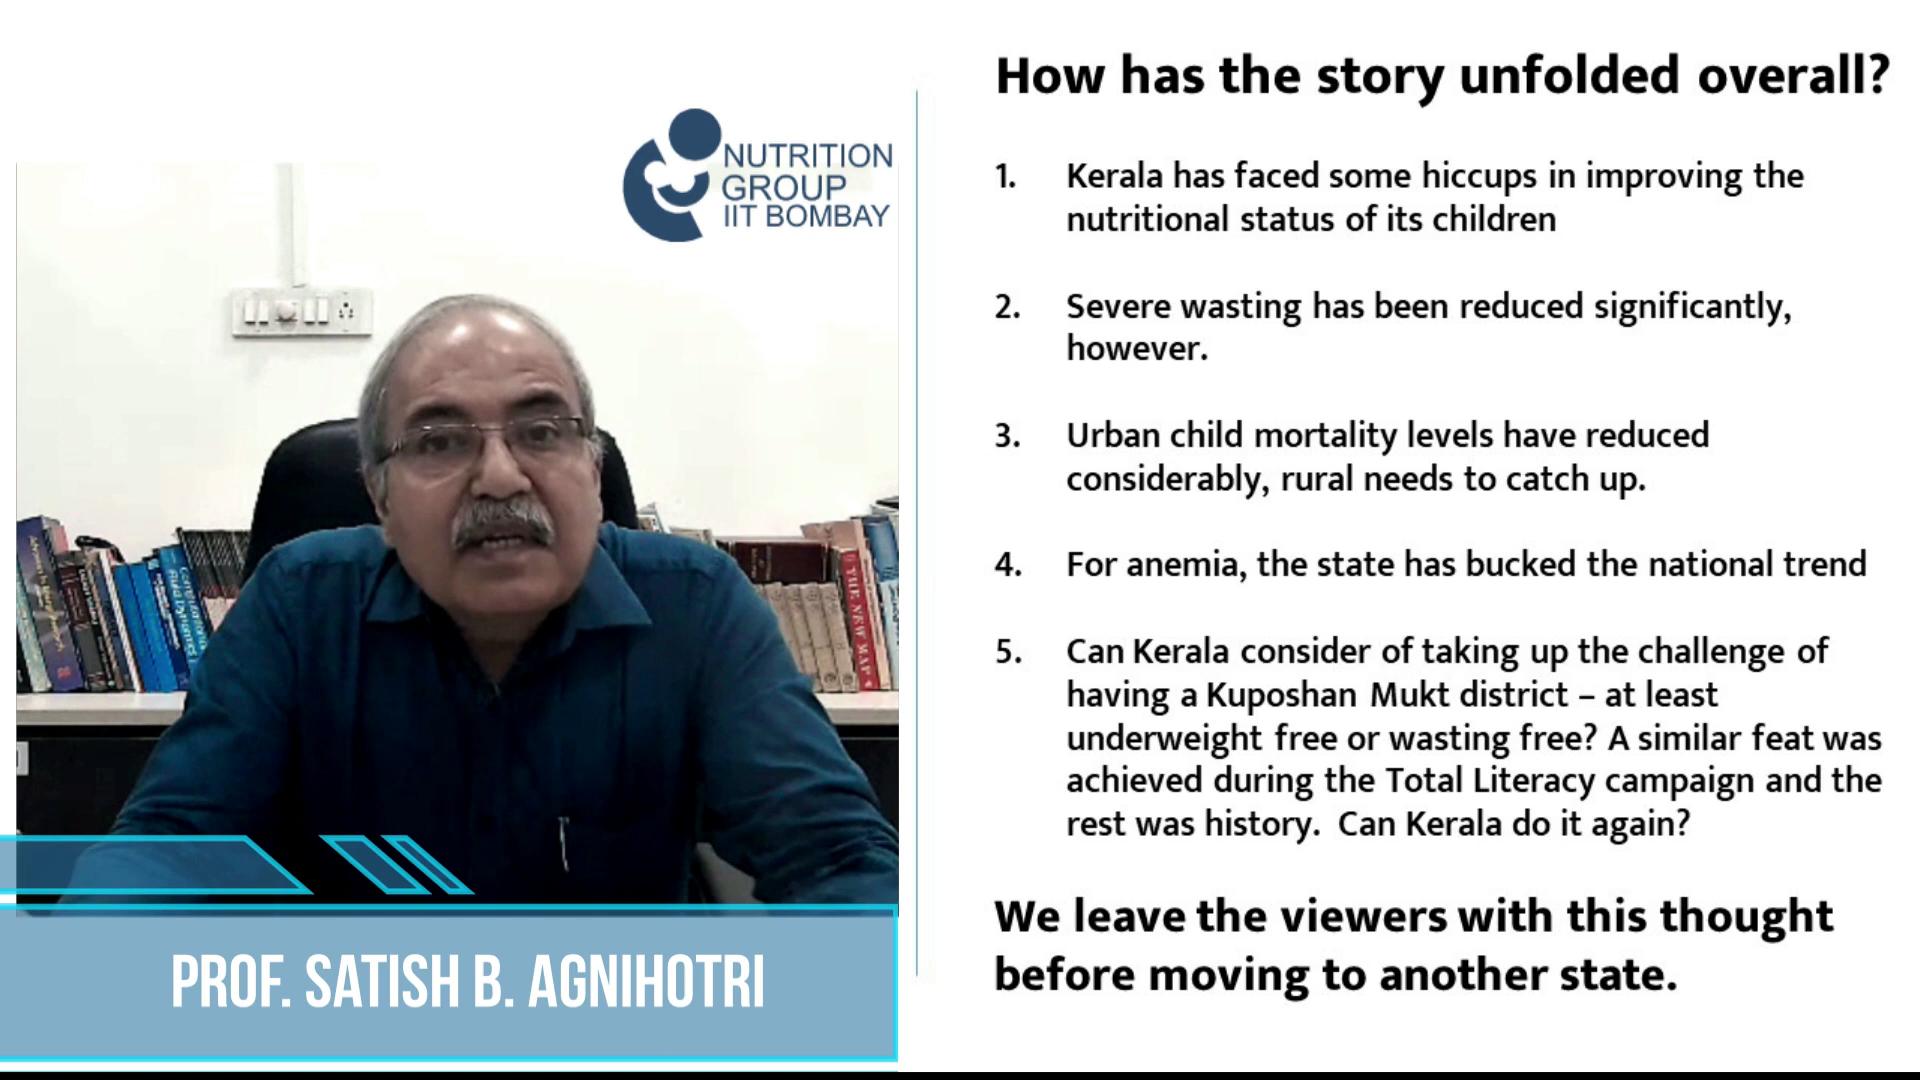 NUTRITION
GROUP
IIT BOMBAY
THE NEW MAP
PROF. SATISH B. AGNIHOTRI
How has the story unfolded overall?
1. Kerala has faced some hiccups in improving the
nutritional status of its children
2. Severe wasting has been reduced significantly,
however.
3. Urban child mortality levels have reduced
considerably, rural needs to catch up.
4. For anemia, the state has bucked the national trend
5. Can Kerala consider of taking up the challenge of
having a Kuposhan Mukt district – at least
underweight free or wasting free? A similar feat was
achieved during the Total Literacy campaign and the
rest was history. Can Kerala do it again?
We leave the viewers with this thought
before moving to another state.